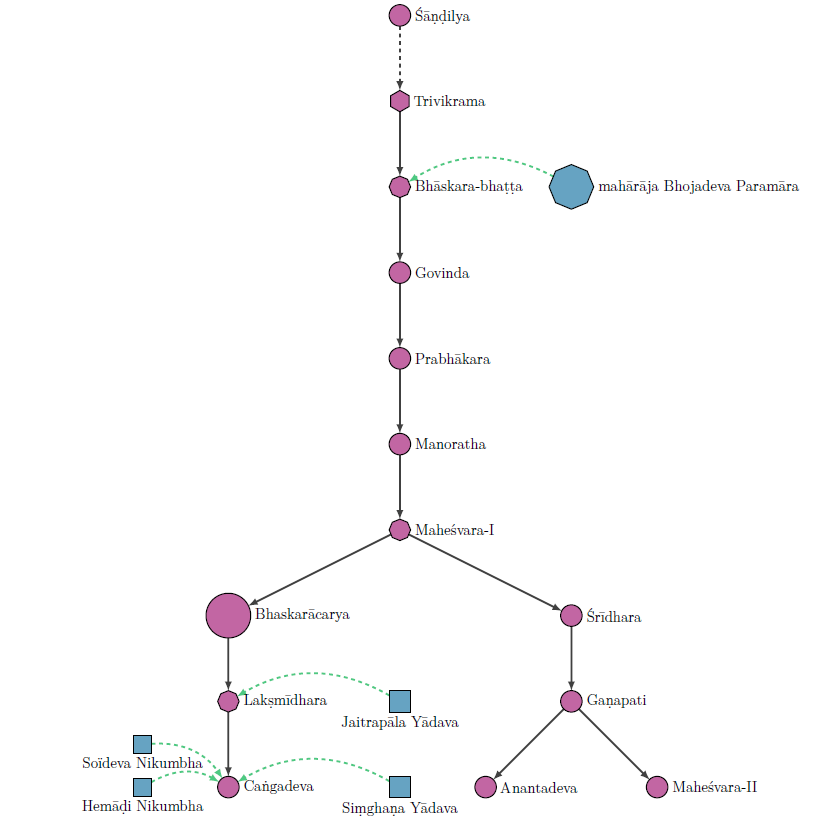 Śāṇḍilya
Trivikrama
Bhāskara-bhaṭṭa
mahārāja Bhojadeva Paramāra
Govinda
Prabhākara
Manoratha
Maheśvara-I
Bhaskarācarya
Śrīdhara
Lakṣmīdhara
Gaṇapati
Jaitrapāla Yādava
Soïdeva Nikumbha
Caṅgadeva
Anantadeva
Maheśvara-II
Hemāḍi Nikumbha
Siṃghaṇa Yādava